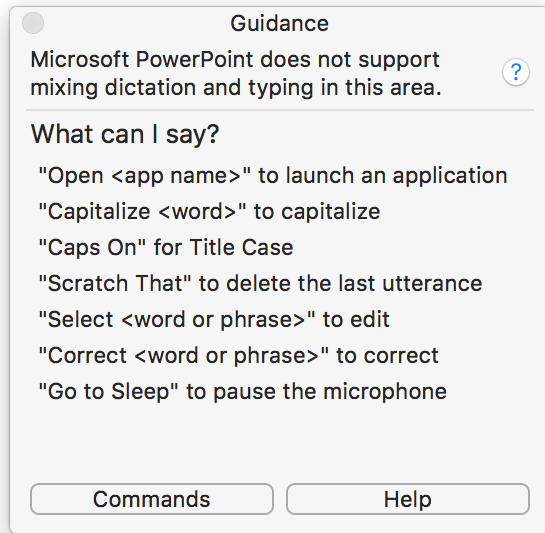 Guidance
Microsoft PowerPoint does not support
mixing dictation and typing in this area.
?
What can I say?
"Open <app name>" to launch an application
"Capitalize <word>" to capitalize
"Caps On" for Title Case
"Scratch That" to delete the last utterance
"Select <word or phrase>" to edit
"Correct <word or phrase>" to correct
"Go to Sleep" to pause the microphone
Commands
Help